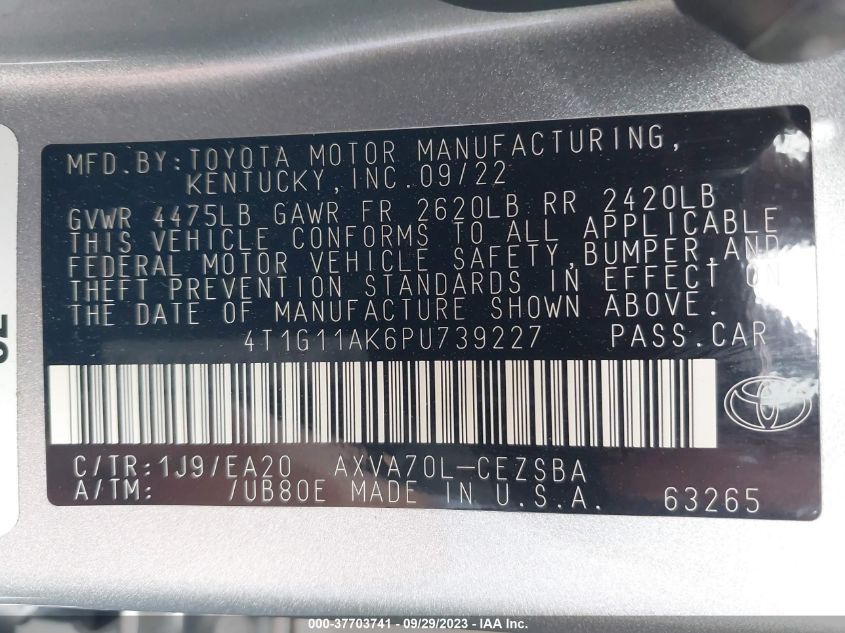 MFD.BY: TOYOTA MOTOR MANUFACTURING,
KENTUCKY, INC. 09/22
GVWR 4475LB GAWR FR 2620LB RR 2420LB
THIS VEHICLE CONFORMS TO ALL APPLICABLE
FEDERAL MOTOR VEHICLE SAFETY, BUMPER, AND
THEFT PREVENTION STANDARDS IN EFFECT ON
THE DATE OF MANUFACTURE SHOWN ABOVE.
4T1G11AK6PU739227 PASS.CAR
C/TR: 1J9/EA20 AXVA70L-CEZSBA
A/TM: /UB80E MADE IN U.S.A. 63265
000-37703741 / 09/29/2023 - IAA Inc.